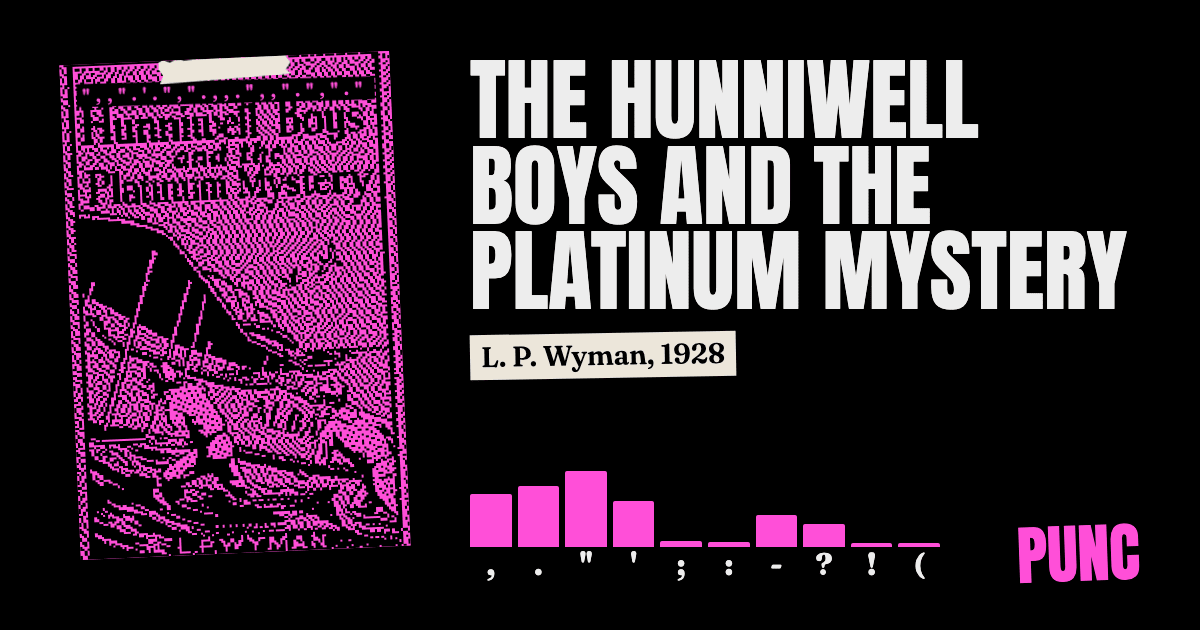 " , , " . ' . " , " . , , . " , , " . " , " . "
Hunniwell Boys
and the
Platinum Mystery
L.P. WYMAN
THE HUNNIWELL
BOYS AND THE
PLATINUM MYSTERY
L. P. Wyman, 1928
, . " ' ; : - ? ! (
PUNC